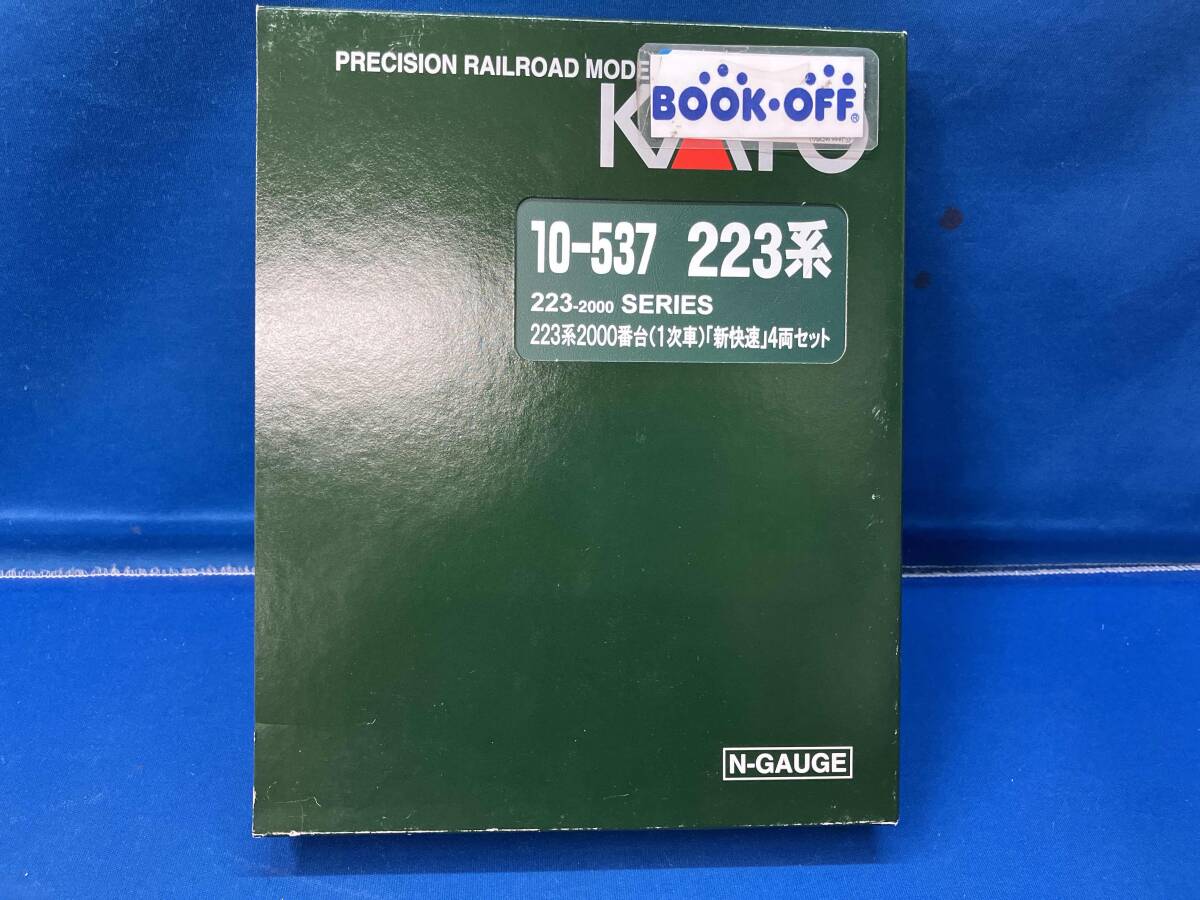 PRECISION RAILROAD MODE
KATO
BOOK・OFF®
10-537 223系
223-2000 SERIES
223系2000番台(1次車)「新快速」4両セット
N-GAUGE